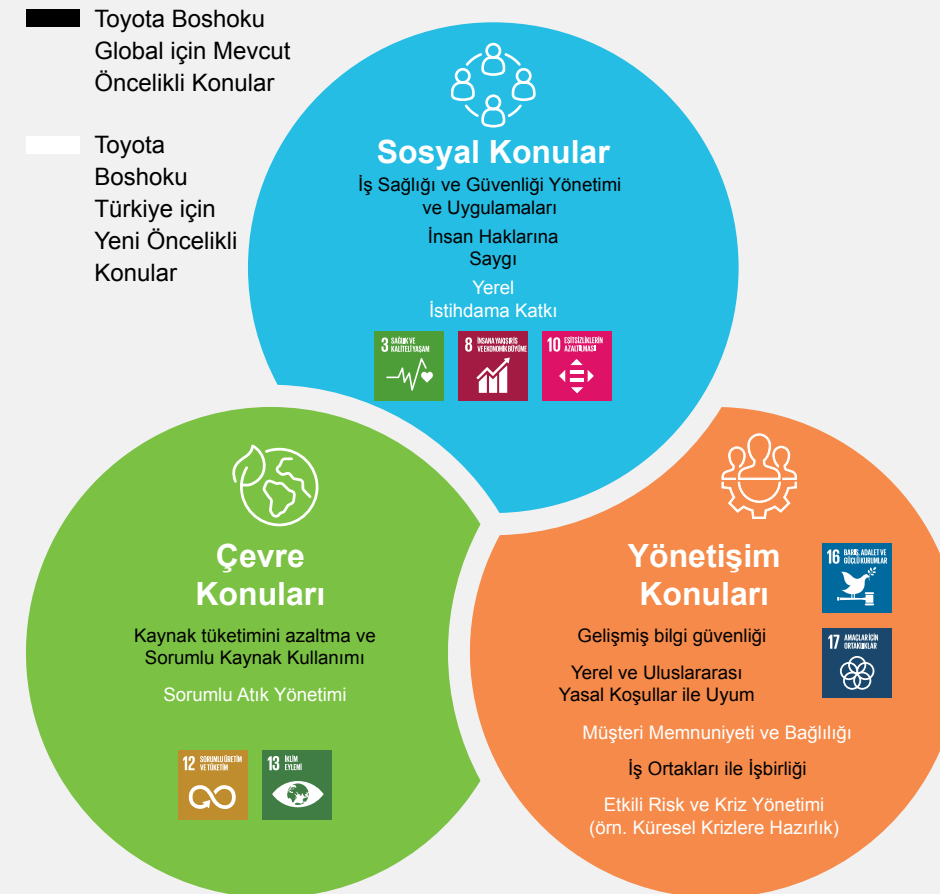 Toyota Boshoku
Global için Mevcut
Öncelikli Konular
Toyota
Boshoku
Türkiye için
Yeni Öncelikli
Konular
Sosyal Konular
İş Sağlığı ve Güvenliği Yönetimi
ve Uygulamaları
İnsan Haklarına
Saygı
Yerel
İstihdama Katkı
3 SAĞLIK VE
KALİTELİ YAŞAM
8 İNSANA YAKIŞIR İŞ
VE EKONOMİK BÜYÜME
10 EŞİTSİZLİKLERİN
AZALTILMASI
Çevre
Konuları
Kaynak tüketimini azaltma ve
Sorumlu Kaynak Kullanımı
Sorumlu Atık Yönetimi
12 SORUMLU ÜRETİM
VE TÜKETİM
13 İKLİM
EYLEMİ
Yönetişim
Konuları
16 BARIŞ, ADALET VE
GÜÇLÜ KURUMLAR
Gelişmiş bilgi güvenliği
17 AMAÇLAR İÇİN
ORTAKLIKLAR
Yerel ve Uluslararası
Yasal Koşullar ile Uyum
Müşteri Memnuniyeti ve Bağlılığı
İş Ortakları ile İşbirliği
Etkili Risk ve Kriz Yönetimi
(örn. Küresel Krizlere Hazırlık)